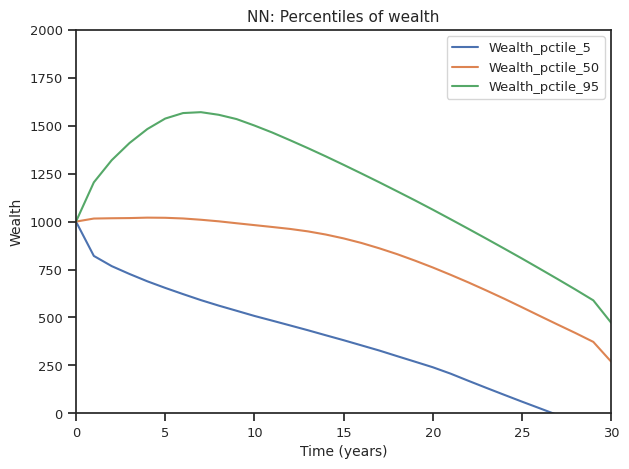 NN: Percentiles of wealth
Wealth_pctile_5
Wealth_pctile_50
Wealth_pctile_95
Wealth
2000
1750
1500
1250
1000
750
500
250
0
0 5 10 15 20 25 30
Time (years)